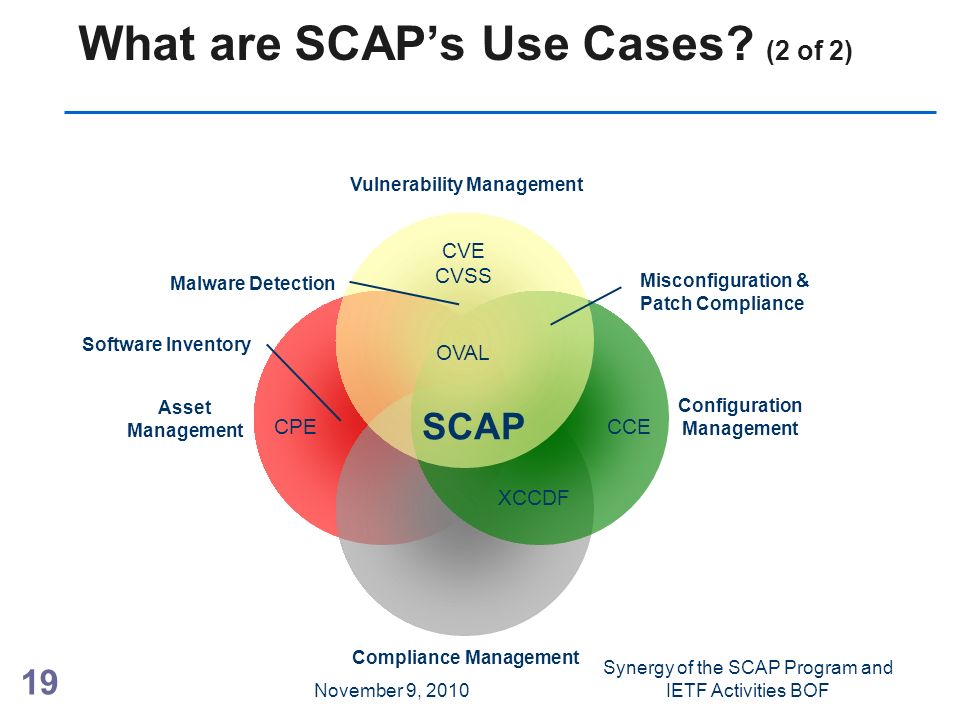 What are SCAP’s Use Cases? (2 of 2)
Vulnerability Management
CVE
CVSS
Malware Detection
Misconfiguration &
Patch Compliance
Software Inventory
OVAL
Asset
Management
CPE
SCAP
CCE
Configuration
Management
XCCDF
Compliance Management
19
November 9, 2010
Synergy of the SCAP Program and
IETF Activities BOF